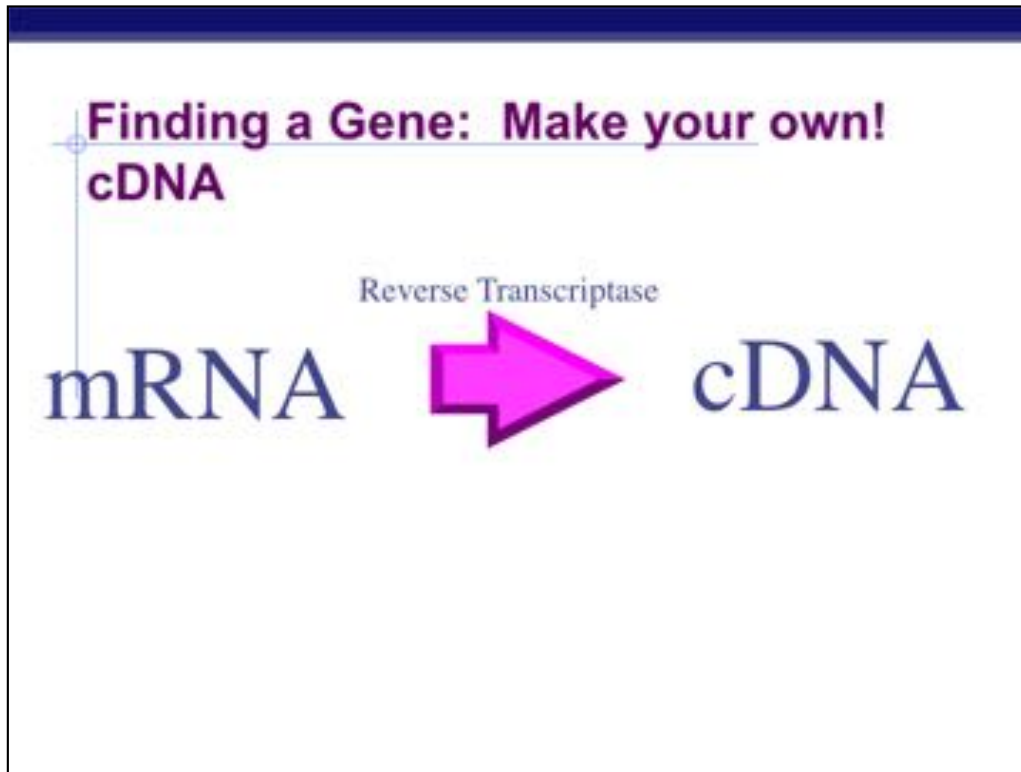 Finding a Gene:  Make your own!
cDNA
Reverse Transcriptase
mRNA
cDNA